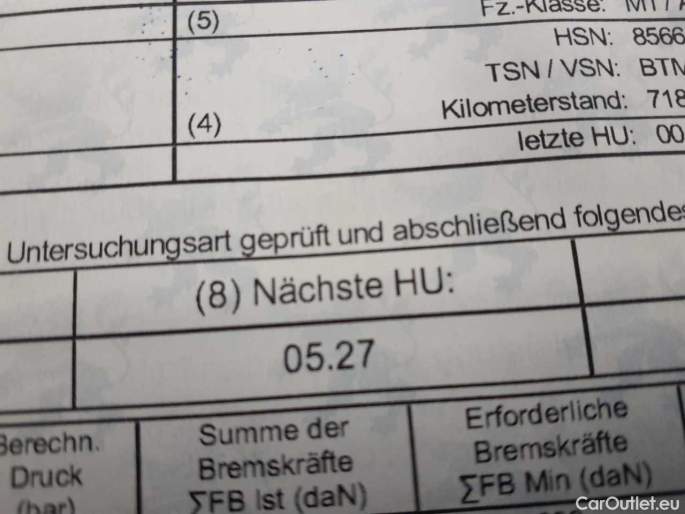 (5)
Fz.-Klasse: M1 /
HSN: 8566
TSN / VSN: BTM
Kilometerstand: 718
(4)
letzte HU: 00
Untersuchungsart geprüft und abschließend folgendes
(8) Nächste HU:
05.27
Berechn.
Druck
(bar)
Summe der
Bremskräfte
∑FB Ist (daN)
Erforderliche
Bremskräfte
∑FB Min (daN)
CarOutlet.eu